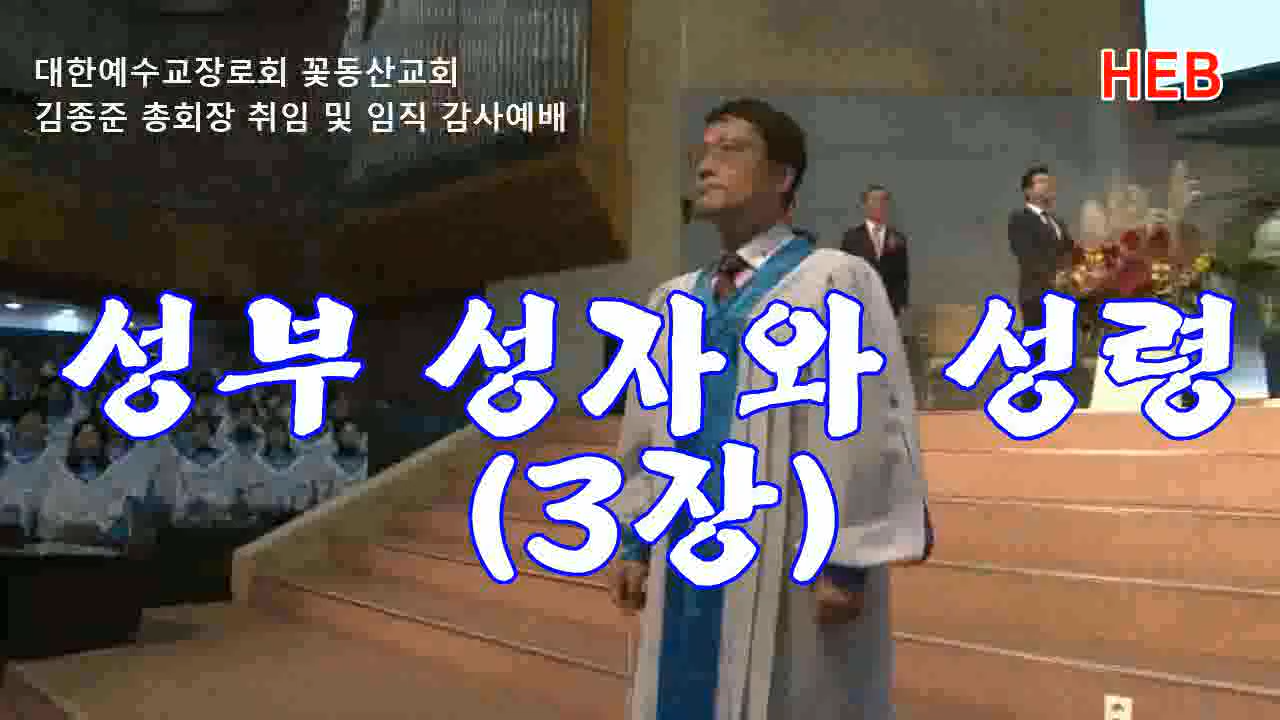 대한예수교장로회 꽃동산교회
김종준 총회장 취임 및 임직 감사예배
HEB
성부 성자와 성령
(3장)